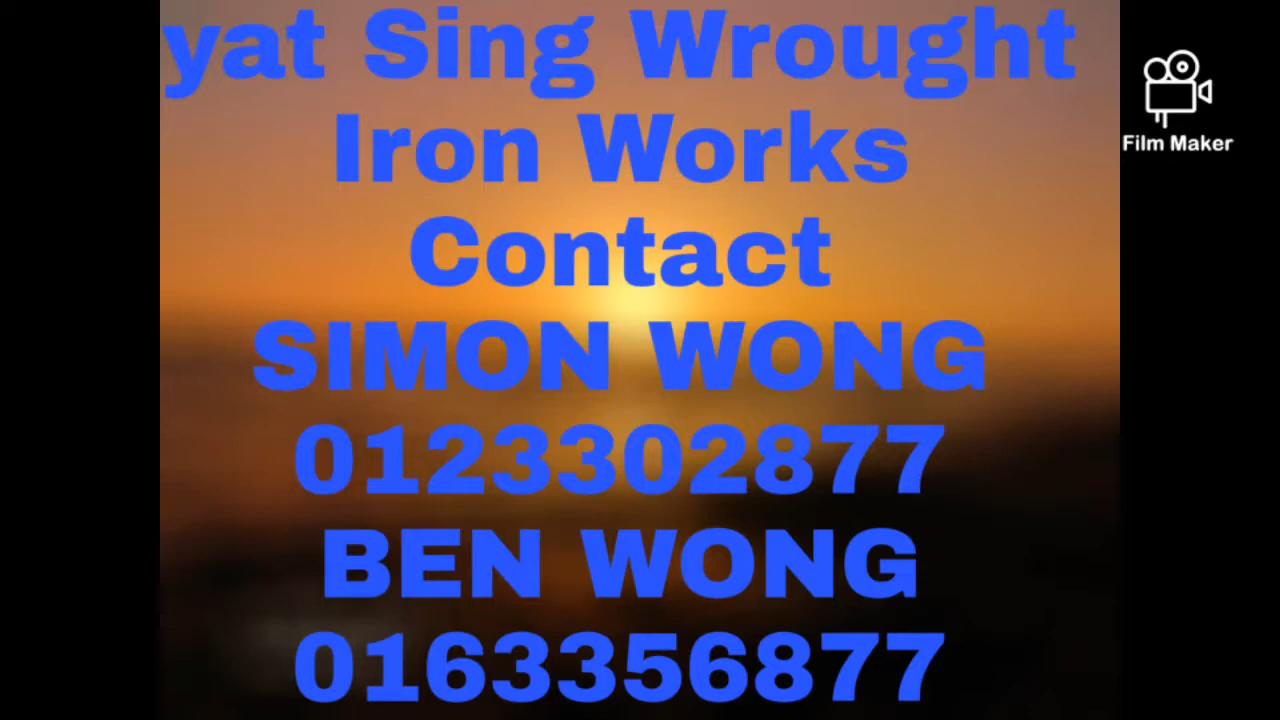 yat Sing Wrought
Iron Works
Contact
SIMON WONG
0123302877
BEN WONG
0163356877
Film Maker